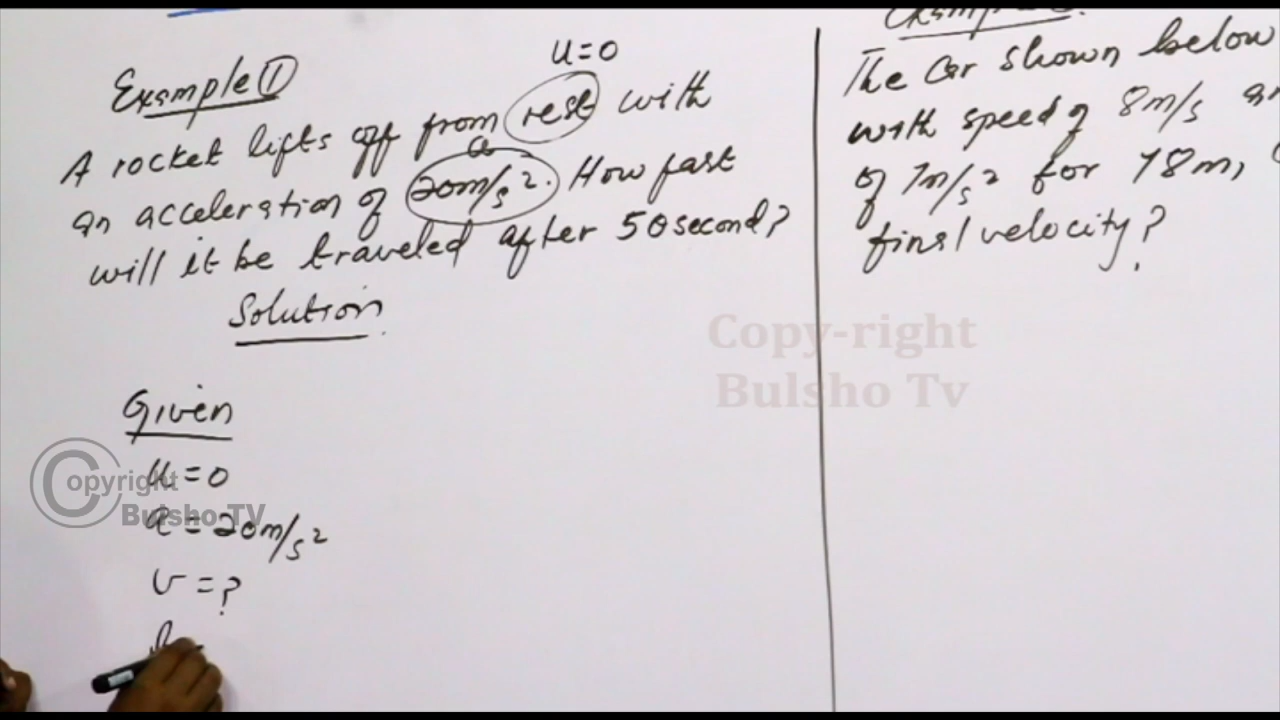 Example ①
u=0
A rocket lifts off from rest with
a
an acceleration of 20m/s². How fast
will it be traveled after 50second?
Solution
Given
u=0
a=20m/s²
v=?
The Car shown below
with speed of 8m/s
of 7m/s² for 18m,
final velocity?
Copy-right
Bulsho Tv
Copyright
Bulsho TV